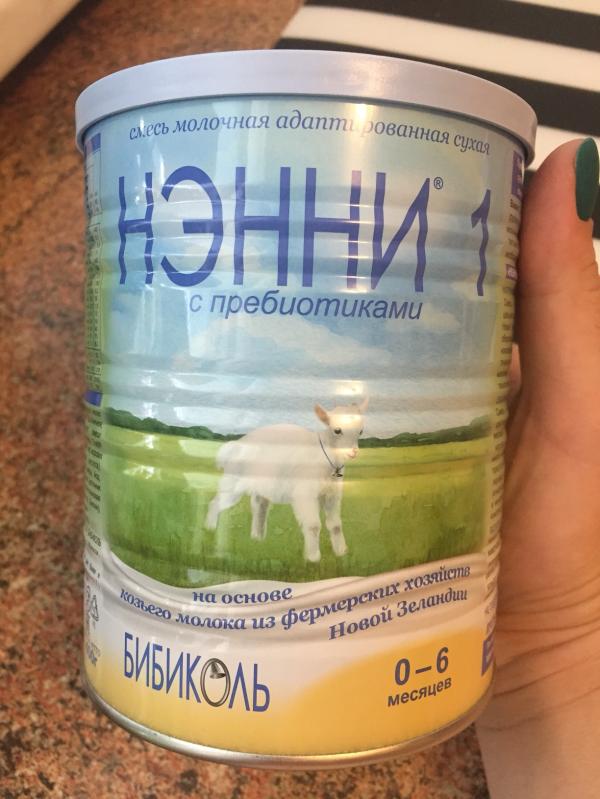 смесь молочная адаптированная сухая
НЭННИ® 1
с пребиотиками
на основе
козьего молока из фермерских хозяйств
Новой Зеландии
БИБИКОЛЬ
0–6
месяцев